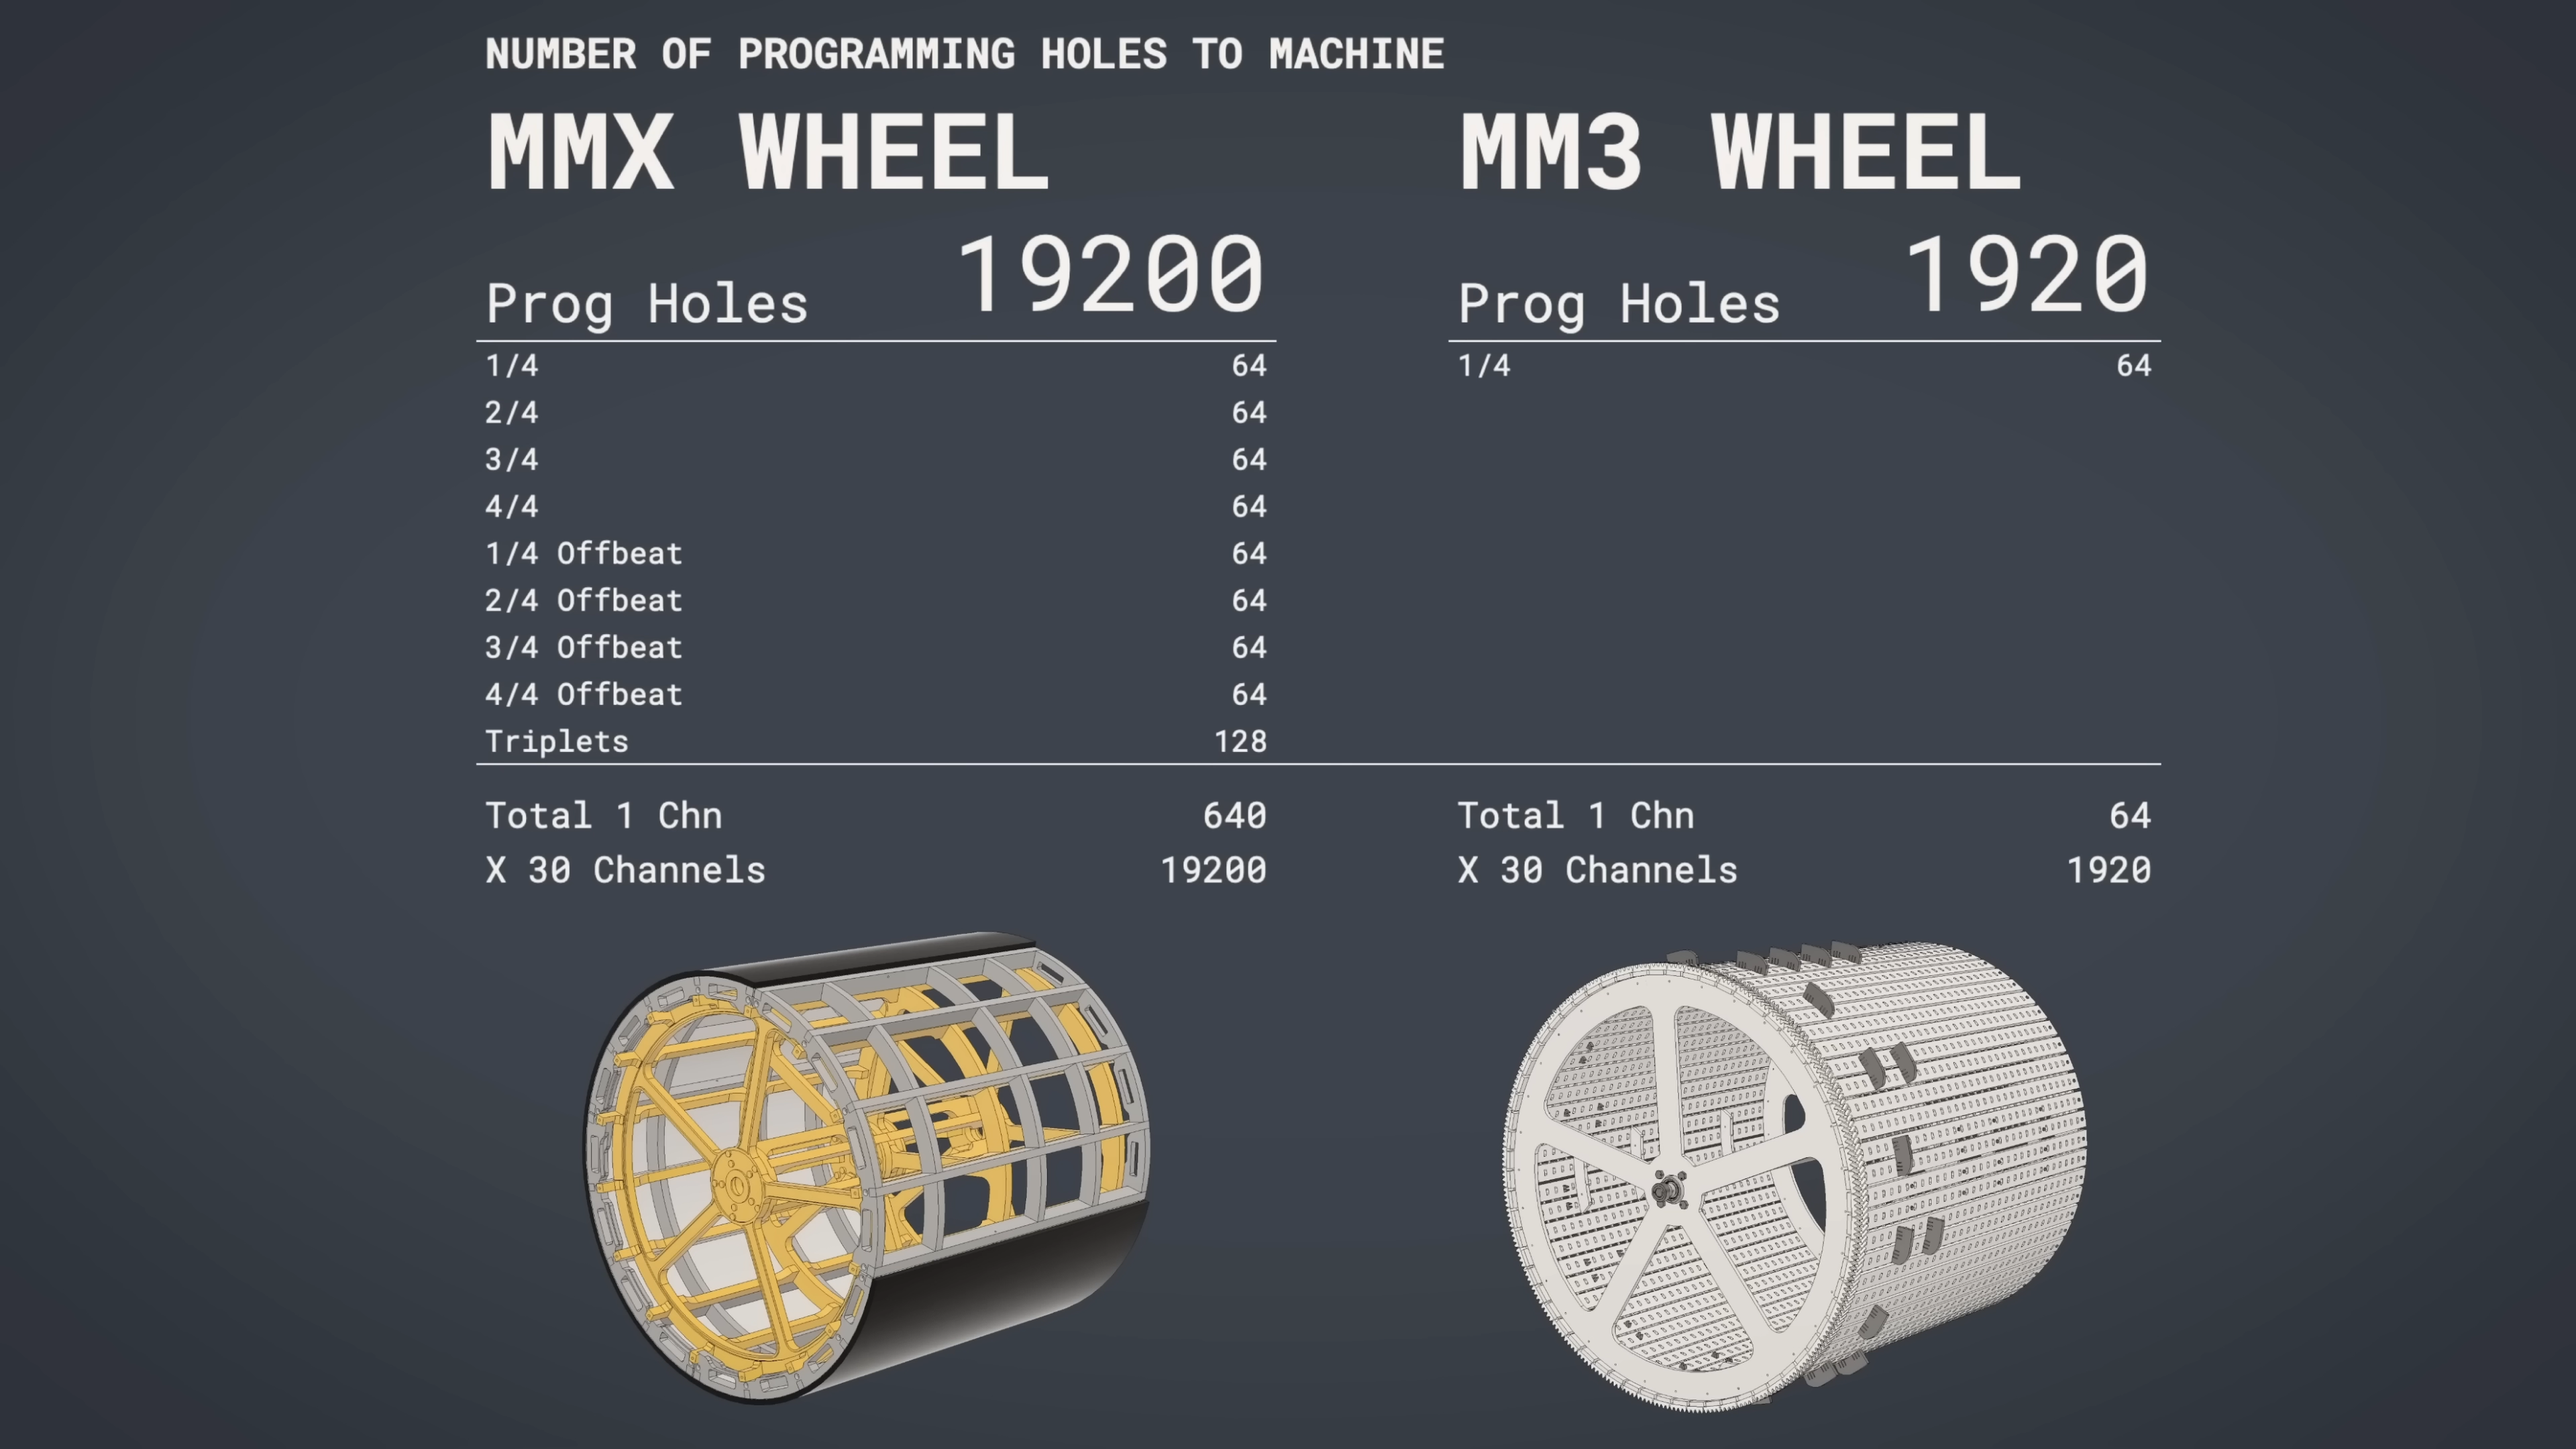 NUMBER OF PROGRAMMING HOLES TO MACHINE
MMX WHEEL
Prog Holes 19200
1/4 64
2/4 64
3/4 64
4/4 64
1/4 Offbeat 64
2/4 Offbeat 64
3/4 Offbeat 64
4/4 Offbeat 64
Triplets 128
Total 1 Chn 640
X 30 Channels 19200
MM3 WHEEL
Prog Holes 1920
1/4 64
Total 1 Chn 64
X 30 Channels 1920